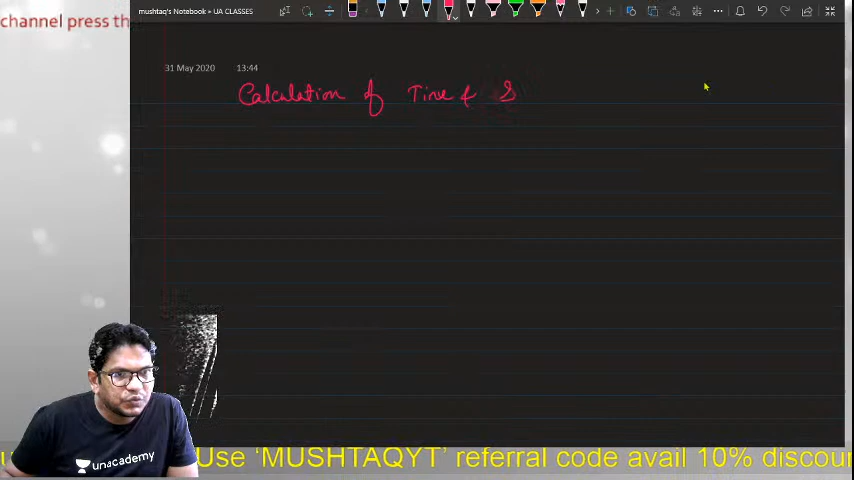 channel press th
mushtaq's Notebook » UA CLASSES
31 May 2020 13:44
Calculation of Time & S
unacademy
Use 'MUSHTAQYT' referral code avail 10% discou